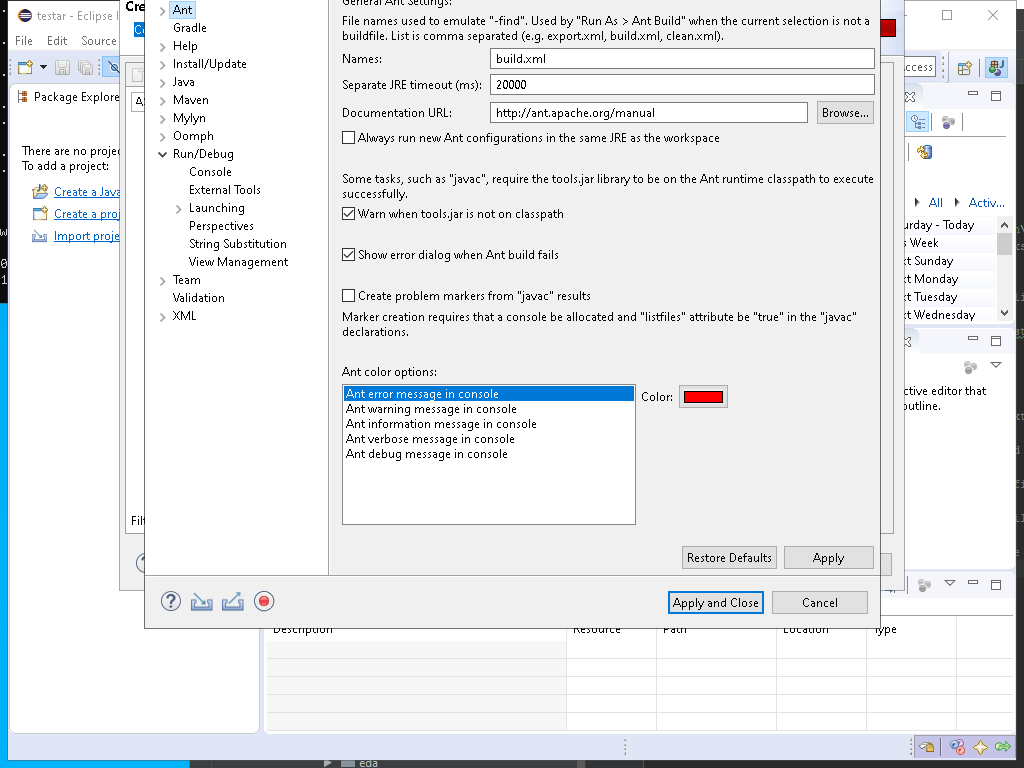 testar - Eclipse I
Cre
File Edit Source
Package Explore
There are no projec
To add a project:
Create a Java
Create a proj
Import proje
Ant
Gradle
Help
Install/Update
Java
Maven
Mylyn
Oomph
Run/Debug
Console
External Tools
Launching
Perspectives
String Substitution
View Management
Team
Validation
XML
General Ant Settings:
File names used to emulate "-find". Used by "Run As > Ant Build" when the current selection is not a
buildfile. List is comma separated (e.g. export.xml, build.xml, clean.xml).
Names: build.xml
Separate JRE timeout (ms): 20000
Documentation URL: http://ant.apache.org/manual Browse...
Always run new Ant configurations in the same JRE as the workspace
Some tasks, such as "javac", require the tools.jar library to be on the Ant runtime classpath to execute
successfully.
Warn when tools.jar is not on classpath
Show error dialog when Ant build fails
Create problem markers from "javac" results
Marker creation requires that a console be allocated and "listfiles" attribute be "true" in the "javac"
declarations.
Ant color options:
Ant error message in console
Ant warning message in console
Ant information message in console
Ant verbose message in console
Ant debug message in console
Color:
Restore Defaults Apply
Apply and Close Cancel
Filt
ccess
All Activ...
urday - Today
s Week
xt Sunday
xt Monday
xt Tuesday
xt Wednesday
ctive editor that
outline.
Description Resource Path Location Type
eda